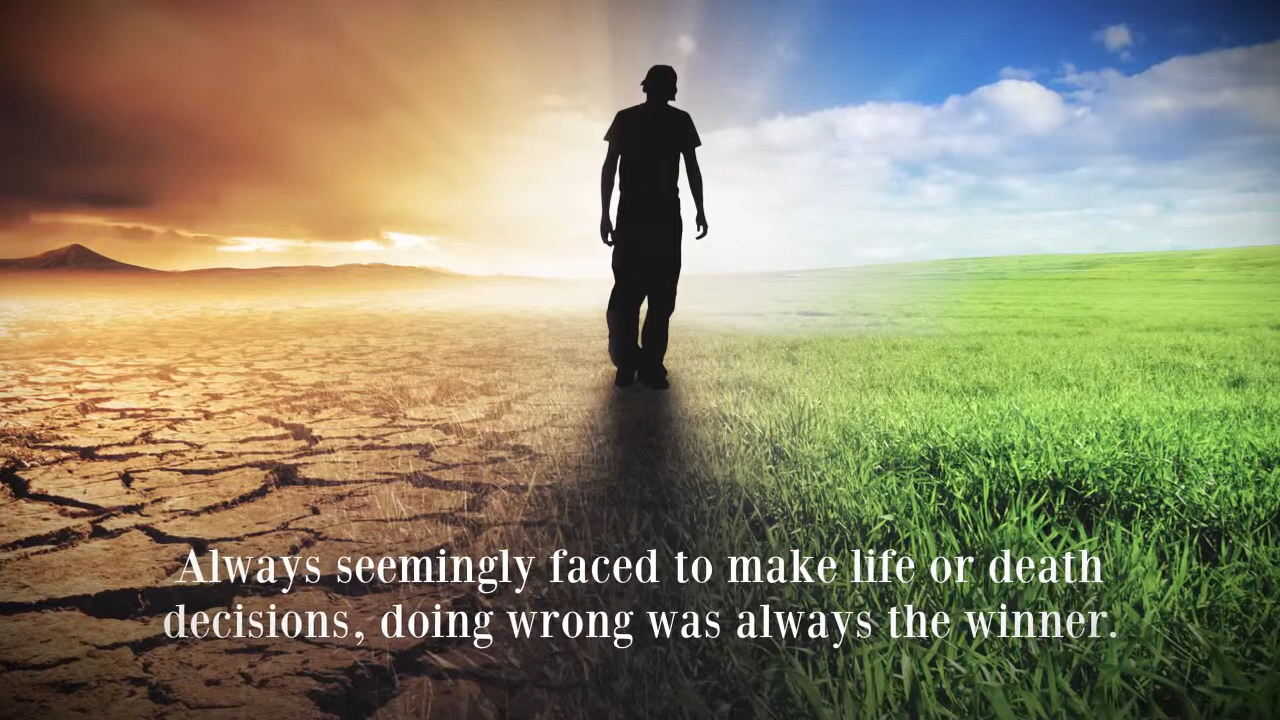 Always seemingly faced to make life or death
decisions, doing wrong was always the winner.